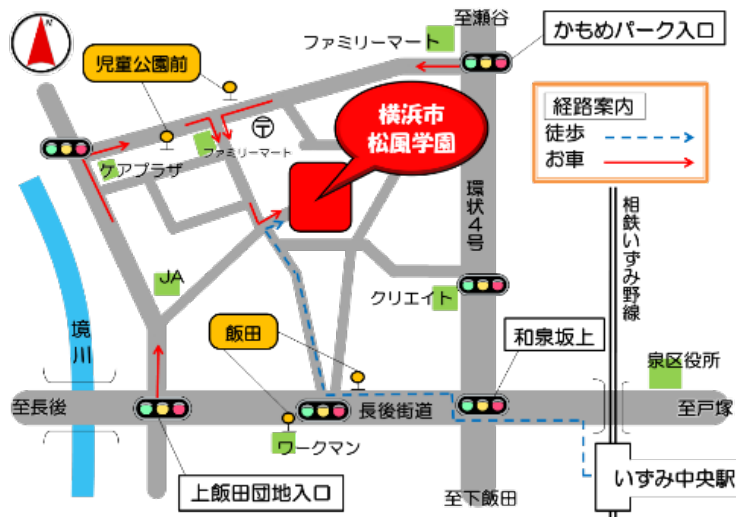 N
至瀬谷
ファミリーマート
かもめパーク入口
児童公園前
横浜市
松風学園
経路案内
徒歩
お車
〒
ファミリーマート
ケアプラザ
環状4号
相鉄いずみ野線
JA
クリエイト
境川
飯田
和泉坂上
泉区役所
至長後
長後街道
至戸塚
ワークマン
いずみ中央駅
上飯田団地入口
至下飯田